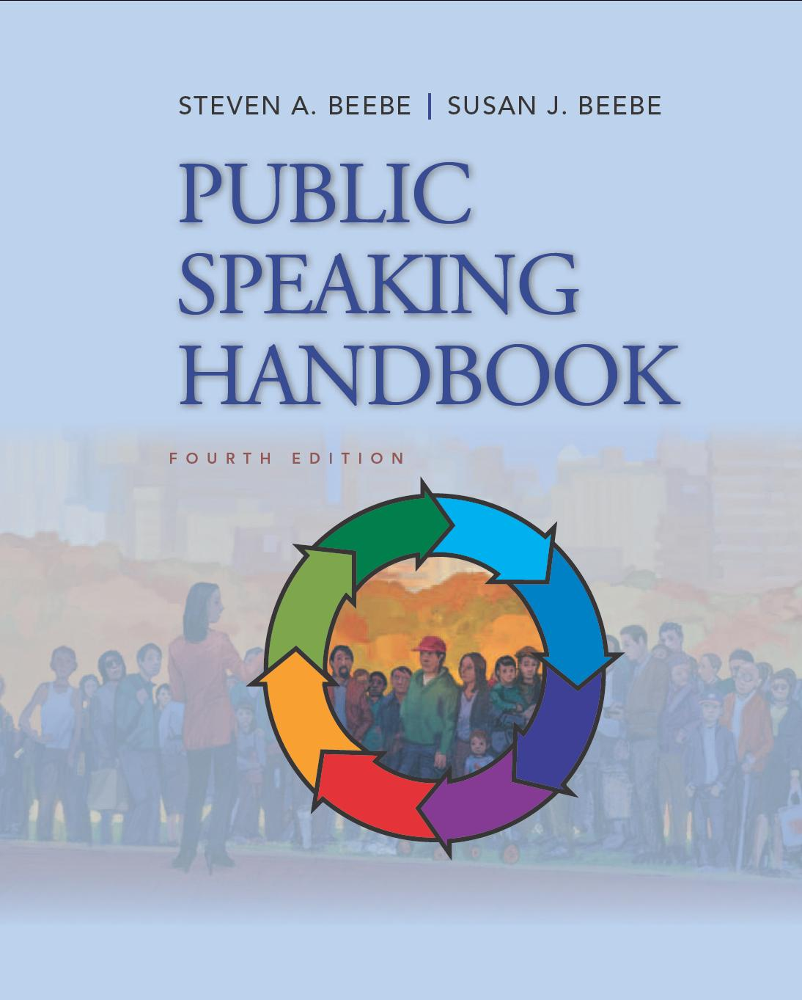 STEVEN A. BEEBE | SUSAN J. BEEBE
PUBLIC
SPEAKING
HANDBOOK
FOURTH EDITION